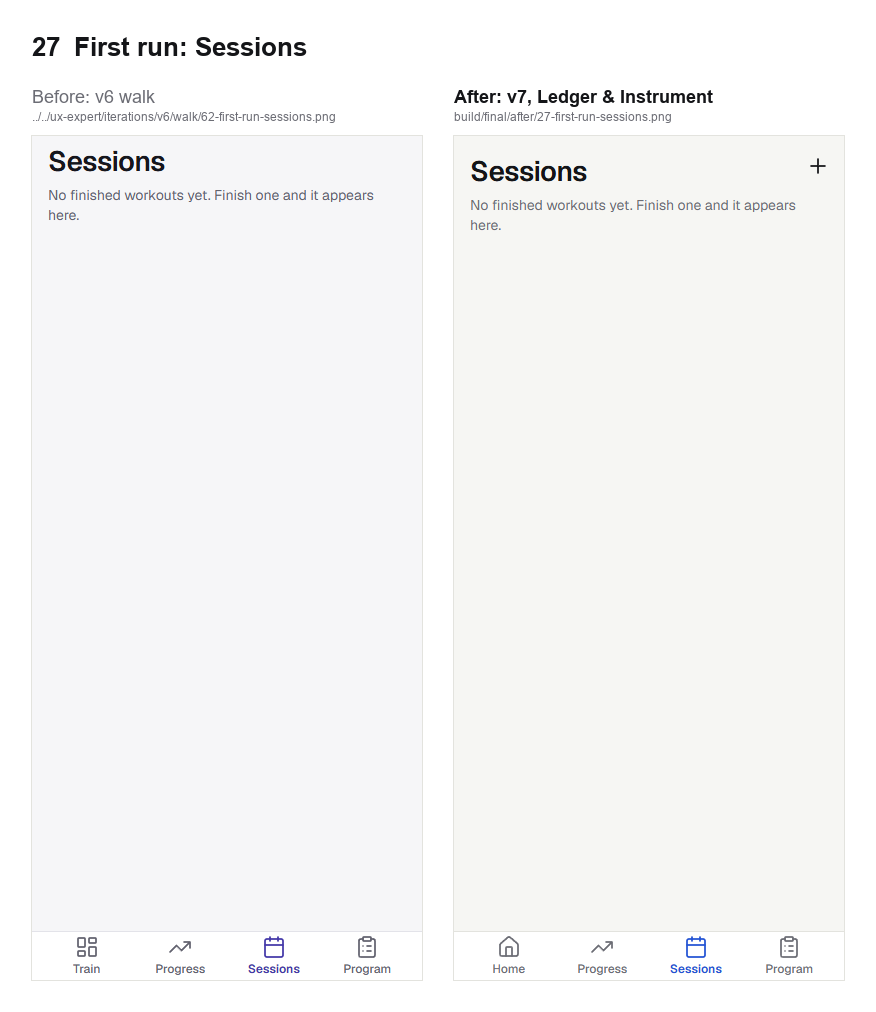 27 First run: Sessions
Before: v6 walk
../../ux-expert/iterations/v6/walk/62-first-run-sessions.png
Sessions
No finished workouts yet. Finish one and it appears
here.
Train
Progress
Sessions
Program
After: v7, Ledger & Instrument
build/final/after/27-first-run-sessions.png
Sessions
No finished workouts yet. Finish one and it appears
here.
Home
Progress
Sessions
Program